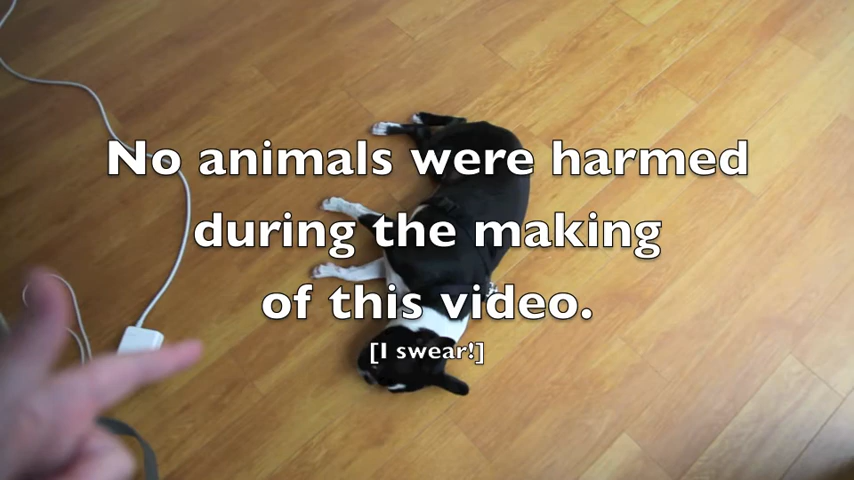 No animals were harmed
during the making
of this video.
[I swear!]